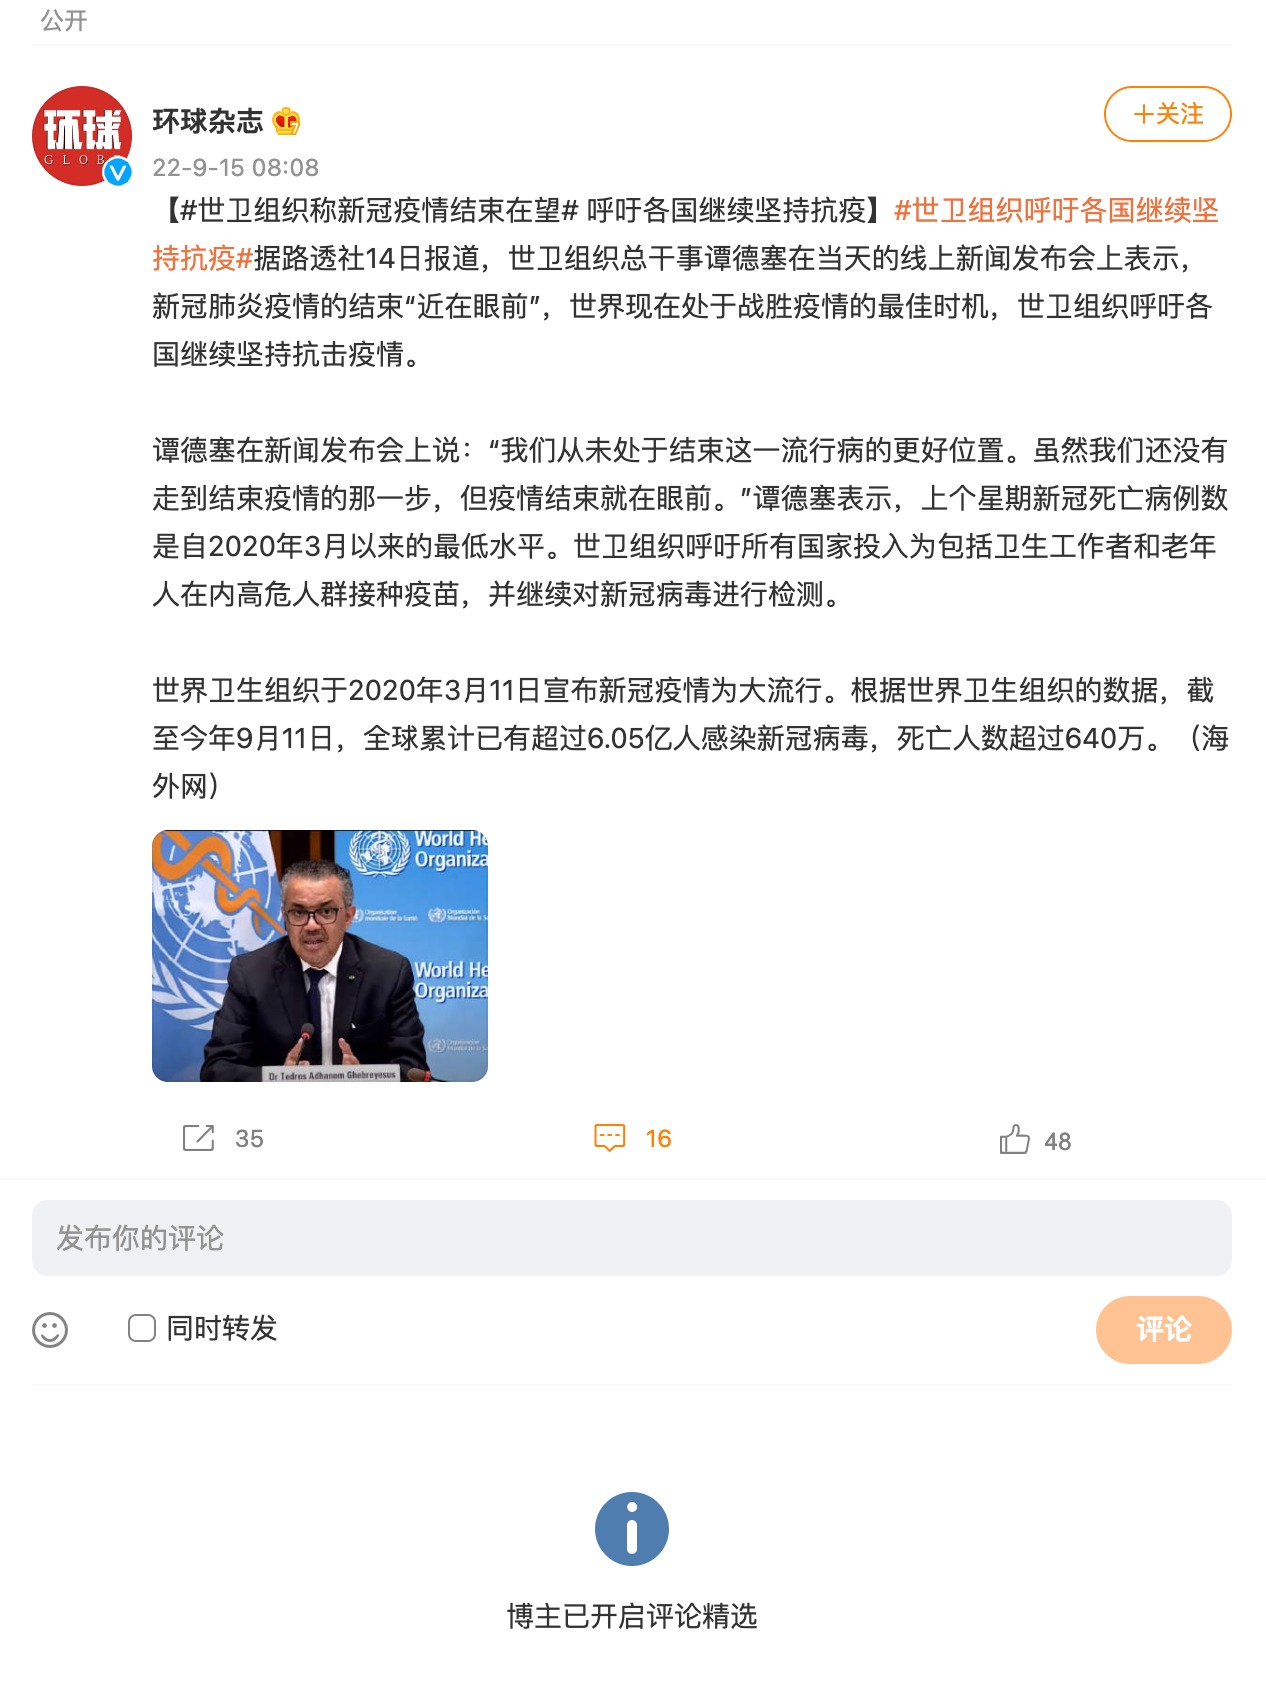 公开
环球
GLOB
环球杂志
+关注
22-9-15 08:08
【#世卫组织称新冠疫情结束在望# 呼吁各国继续坚持抗疫】#世卫组织呼吁各国继续坚
持抗疫#据路透社14日报道，世卫组织总干事谭德塞在当天的线上新闻发布会上表示，
新冠肺炎疫情的结束“近在眼前”，世界现在处于战胜疫情的最佳时机，世卫组织呼吁各
国继续坚持抗击疫情。
谭德塞在新闻发布会上说：“我们从未处于结束这一流行病的更好位置。虽然我们还没有
走到结束疫情的那一步，但疫情结束就在眼前。”谭德塞表示，上个星期新冠死亡病例数
是自2020年3月以来的最低水平。世卫组织呼吁所有国家投入为包括卫生工作者和老年
人在内高危人群接种疫苗，并继续对新冠病毒进行检测。
世界卫生组织于2020年3月11日宣布新冠疫情为大流行。根据世界卫生组织的数据，截
至今年9月11日，全球累计已有超过6.05亿人感染新冠病毒，死亡人数超过640万。（海
外网）
World He
Organiza
Organisation
mondiale de la Santé
Organización
Mundial de la S
World He
Organiza
Organización
Mundial de la S
Dr Tedros Adhanom Ghebreyesus
35
16
48
发布你的评论
同时转发
评论
博主已开启评论精选